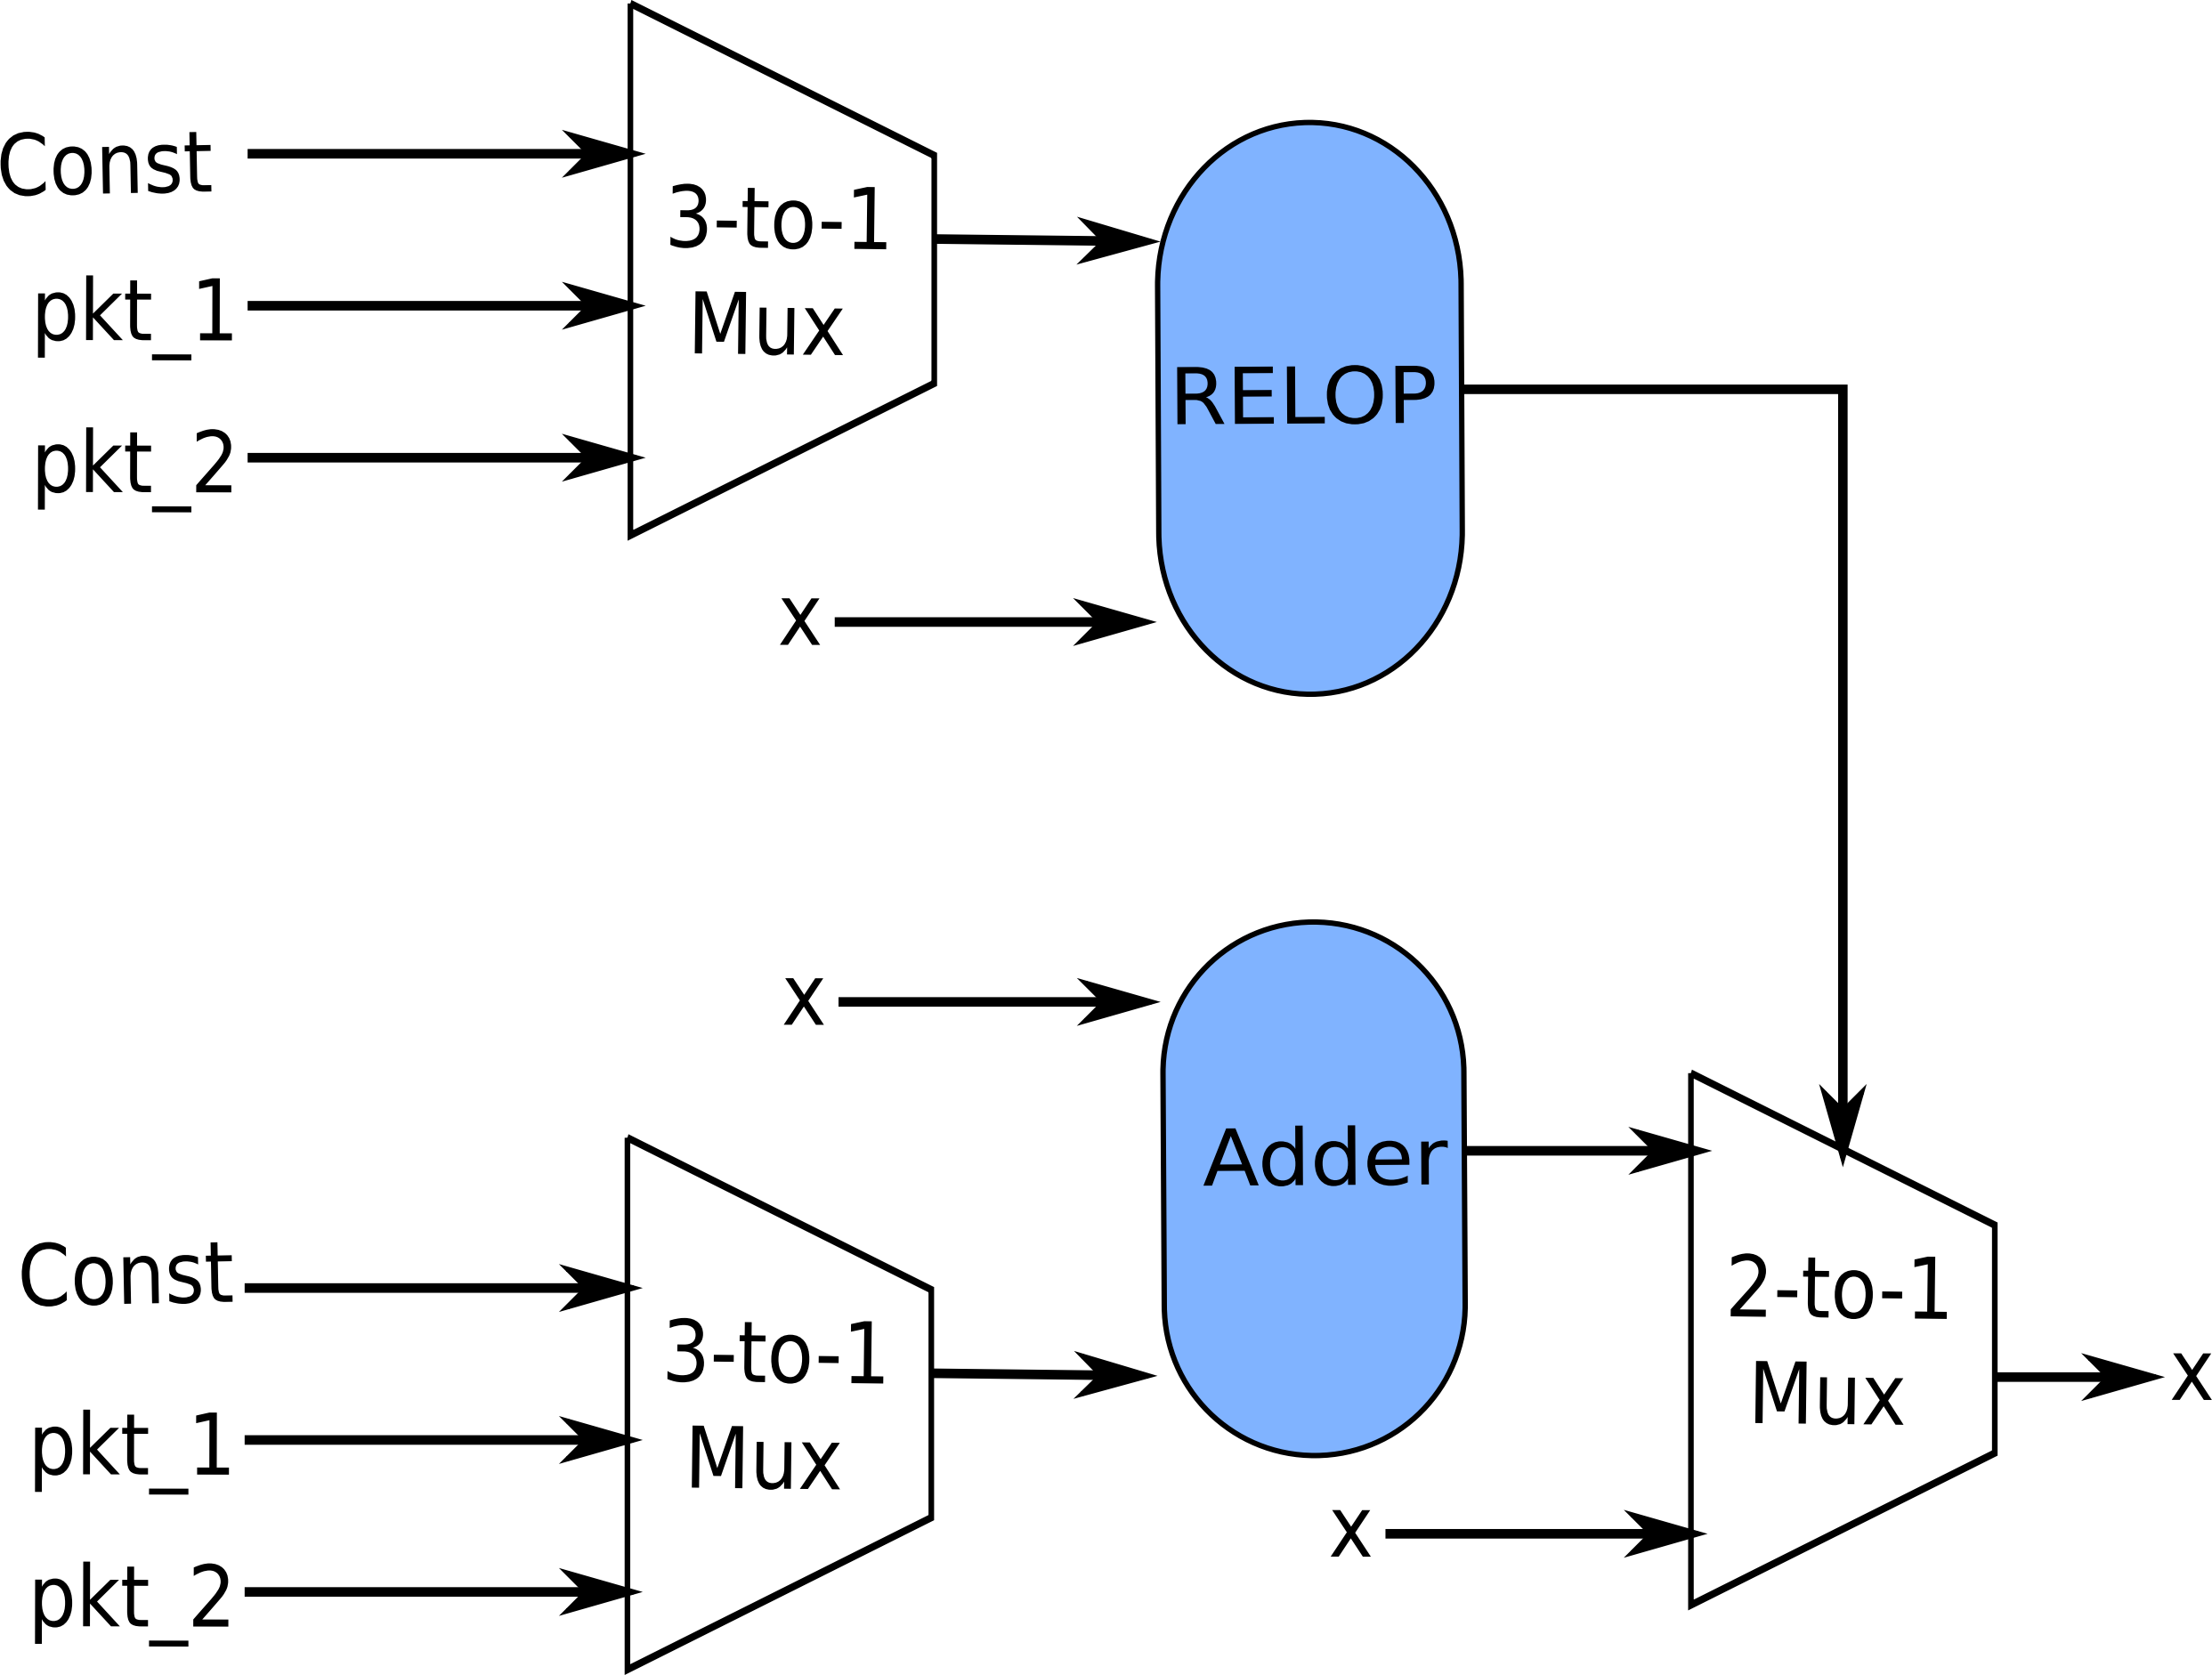 Const
pkt_1
pkt_2
3-to-1
Mux
x
RELOP
x
Adder
Const
pkt_1
pkt_2
3-to-1
Mux
2-to-1
Mux
x
x